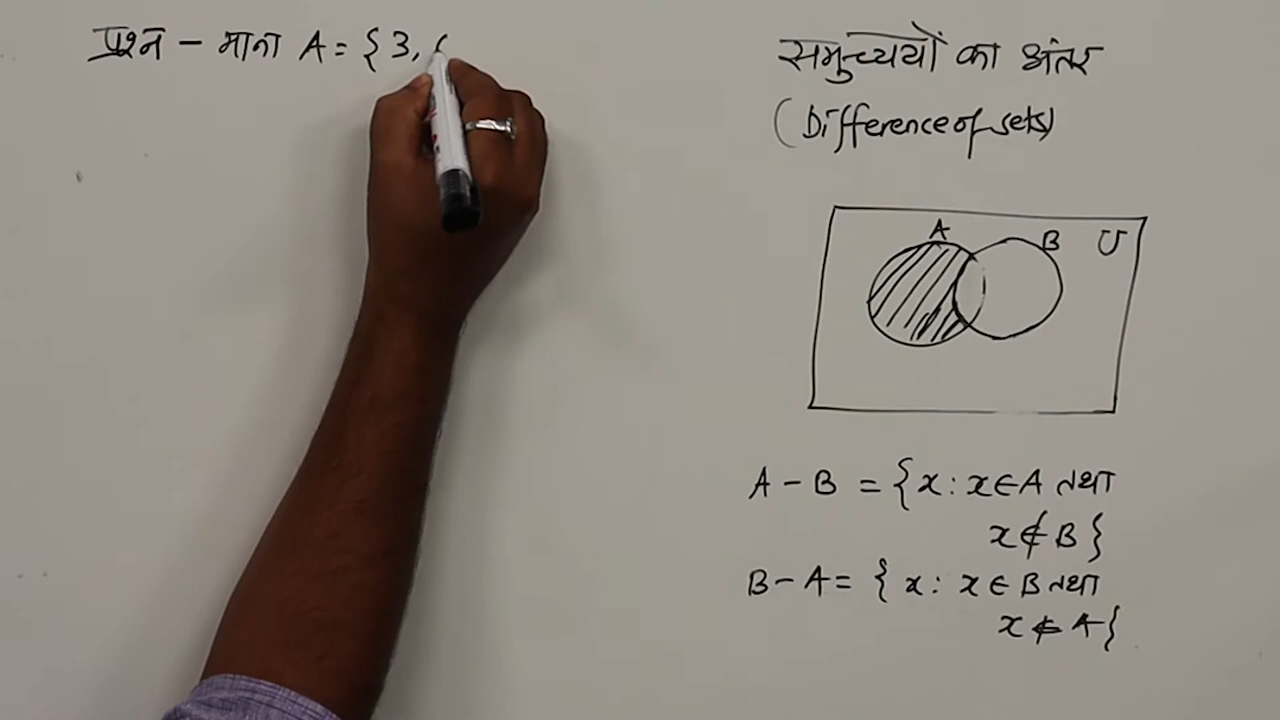 प्रश्न - माना A = { 3,
समुच्चयों का अंतर
(Difference of sets)
A B U
A - B = { x : x ∈ A तथा
x ∉ B }
B - A = { x : x ∈ B तथा
x ∉ A }